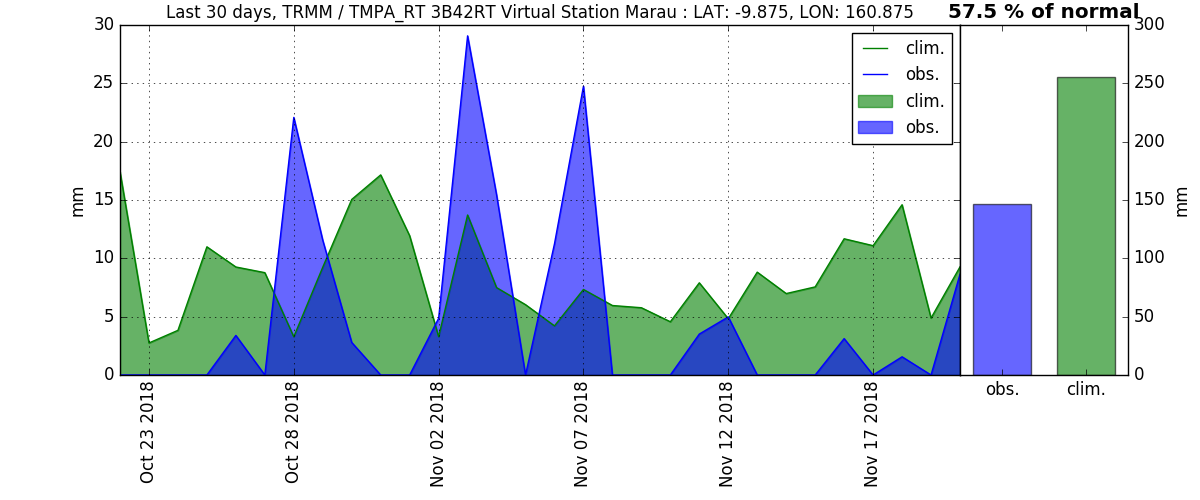 Last 30 days, TRMM / TMPA_RT 3B42RT Virtual Station Marau : LAT: -9.875, LON: 160.875
57.5 % of normal
30
25
20
15
10
5
0
mm
clim.
obs.
clim.
obs.
Oct 23 2018
Oct 28 2018
Nov 02 2018
Nov 07 2018
Nov 12 2018
Nov 17 2018
300
250
200
150
100
50
0
mm
obs.
clim.